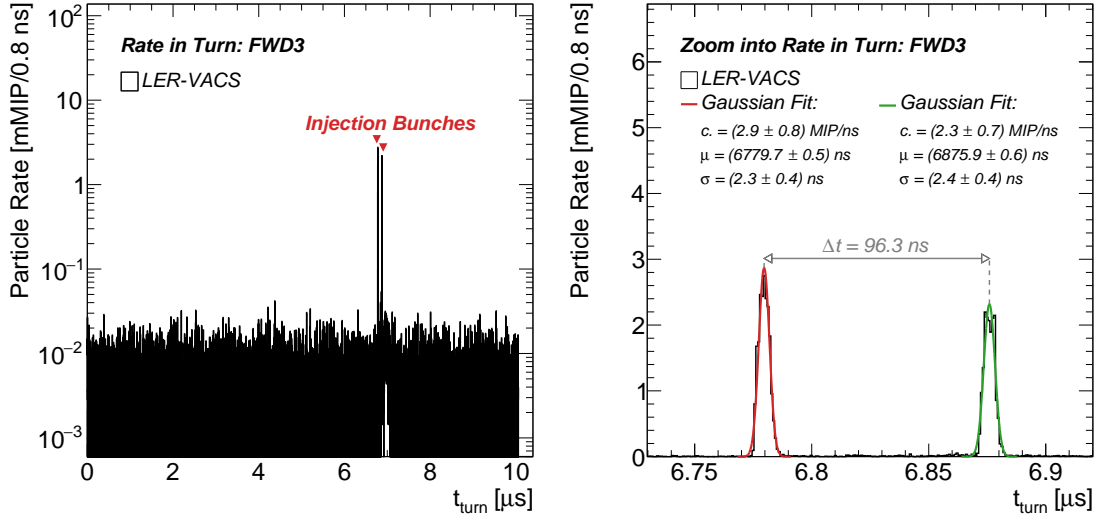 Particle Rate [mMIP/0.8 ns]
10²
10
1
10⁻¹
10⁻²
10⁻³
Rate in Turn: FWD3
LER-VACS
Injection Bunches
0 2 4 6 8 10
t_turn [μs]
Particle Rate [mMIP/0.8 ns]
6
5
4
3
2
1
0
Zoom into Rate in Turn: FWD3
LER-VACS
Gaussian Fit:
c. = (2.9 ± 0.8) MIP/ns
μ = (6779.7 ± 0.5) ns
σ = (2.3 ± 0.4) ns
Gaussian Fit:
c. = (2.3 ± 0.7) MIP/ns
μ = (6875.9 ± 0.6) ns
σ = (2.4 ± 0.4) ns
Δt = 96.3 ns
6.75 6.8 6.85 6.9
t_turn [μs]